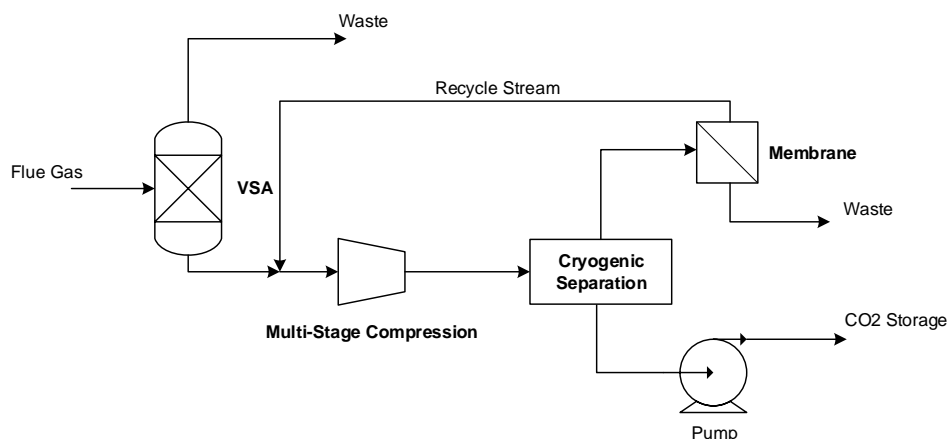 Waste
Recycle Stream
Flue Gas
VSA
Membrane
Waste
Cryogenic
Separation
Multi-Stage Compression
CO2 Storage
Pump